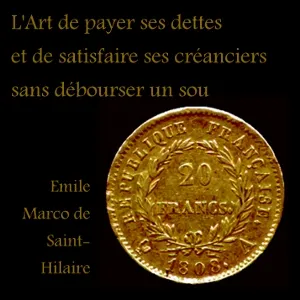 L'Art de payer ses dettes
et de satisfaire ses créanciers
sans débourser un sou
Emile
Marco de
Saint-
Hilaire
REPUBLIQUE FRANÇAISE.
20
FRANCS.
1808.
A